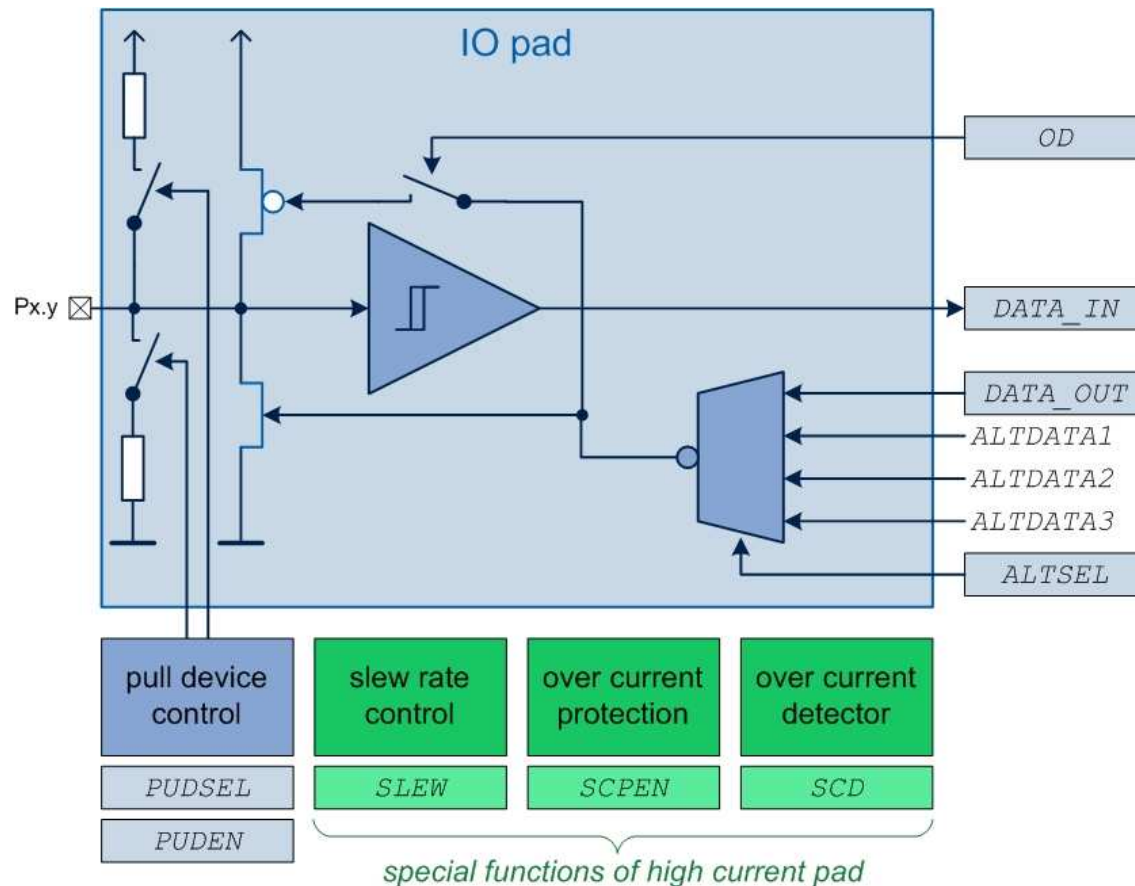 IO pad
OD
Px.y
DATA_IN
DATA_OUT
ALTDATA1
ALTDATA2
ALTDATA3
ALTSEL
pull device
control
slew rate
control
over current
protection
over current
detector
PUDSEL
SLEW
SCPEN
SCD
PUDEN
special functions of high current pad